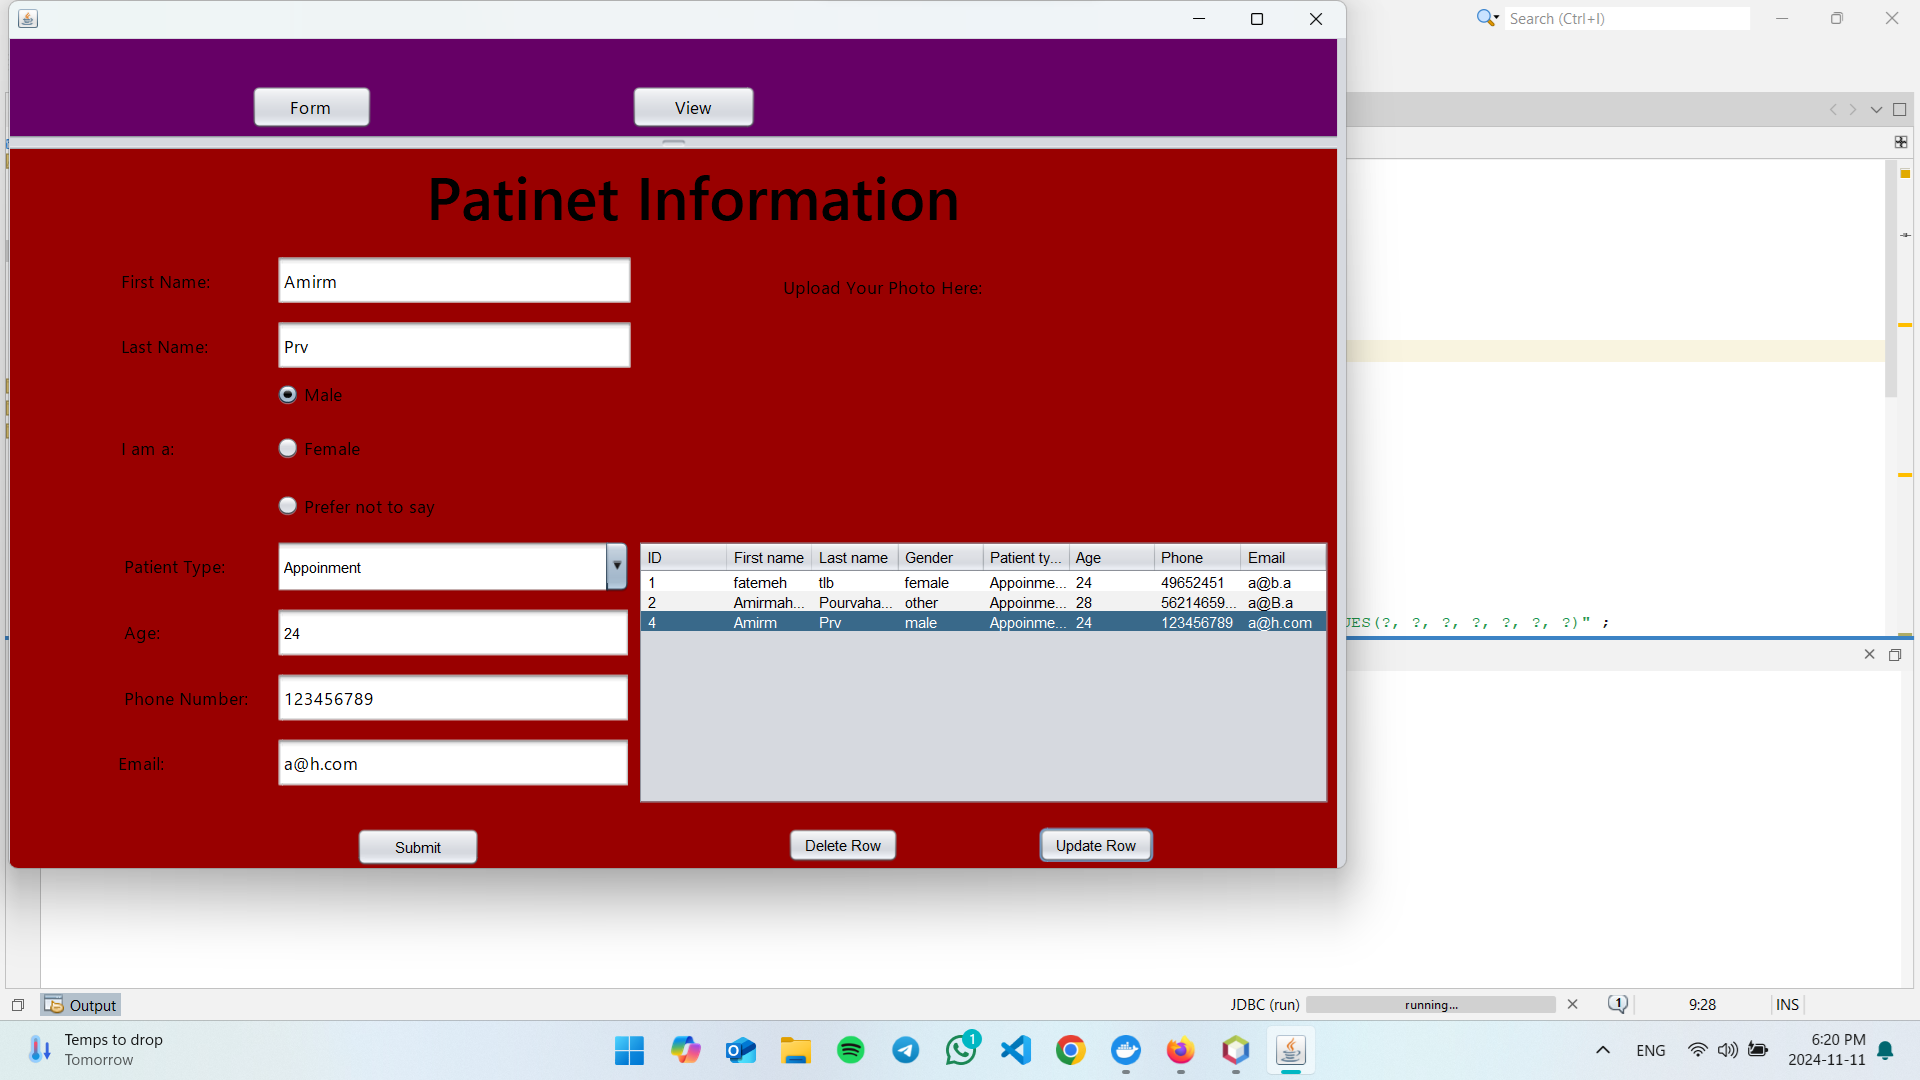 Search (Ctrl+I)
Form
View
Patinet Information
First Name:
Amirm
Upload Your Photo Here:
Last Name:
Prv
Male
I am a:
Female
Prefer not to say
Patient Type:
Appoinment
ID First name Last name Gender Patient ty... Age Phone Email
1 fatemeh tlb female Appoinme... 24 49652451 a@b.a
2 Amirmah... Pourvaha... other Appoinme... 28 56214659... a@B.a
4 Amirm Prv male Appoinme... 24 123456789 a@h.com
UES(?, ?, ?, ?, ?, ?, ?)" ;
Age:
24
Phone Number:
123456789
Email:
a@h.com
Submit
Delete Row
Update Row
Output
JDBC (run)
running...
1
9:28
INS
Temps to drop
Tomorrow
1
ENG
6:20 PM
2024-11-11